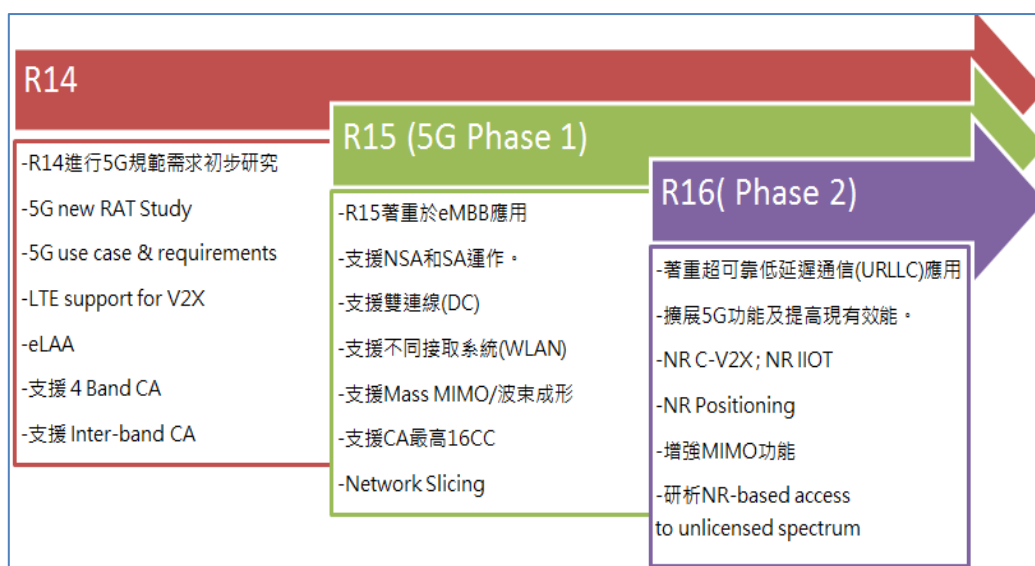 R14
-R14進行5G規範需求初步研究
-5G new RAT Study
-5G use case & requirements
-LTE support for V2X
-eLAA
-支援 4 Band CA
-支援 Inter-band CA
R15 (5G Phase 1)
-R15著重於eMBB應用
-支援NSA和SA運作。
-支援雙連線(DC)
-支援不同接取系統(WLAN)
-支援Mass MIMO/波束成形
-支援CA最高16CC
-Network Slicing
R16( Phase 2)
-著重超可靠低延遲通信(URLLC)應用
-擴展5G功能及提高現有效能。
-NR C-V2X; NR IIOT
-NR Positioning
-增強MIMO功能
-研析NR-based access
to unlicensed spectrum